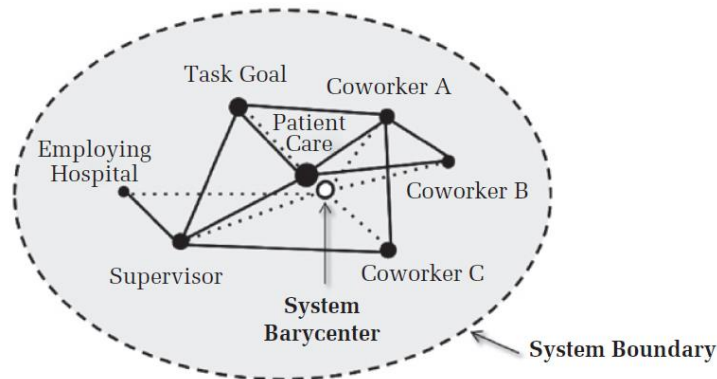 Task Goal
Coworker A
Patient
Care
Employing
Hospital
Coworker B
Supervisor
Coworker C
System
Barycenter
System Boundary